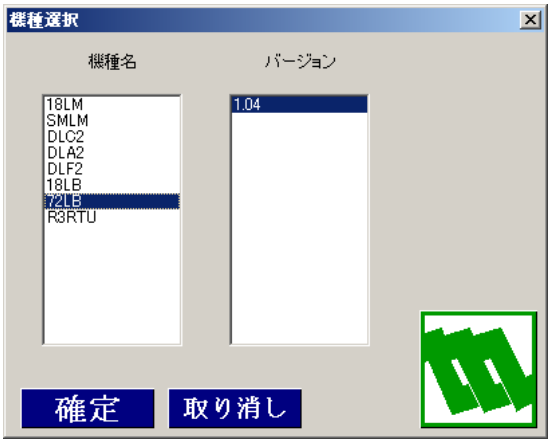 機種選択
機種名
バージョン
18LM
SMLM
DLC2
DLA2
DLF2
18LB
72LB
R3RTU
1.04
確定
取り消し